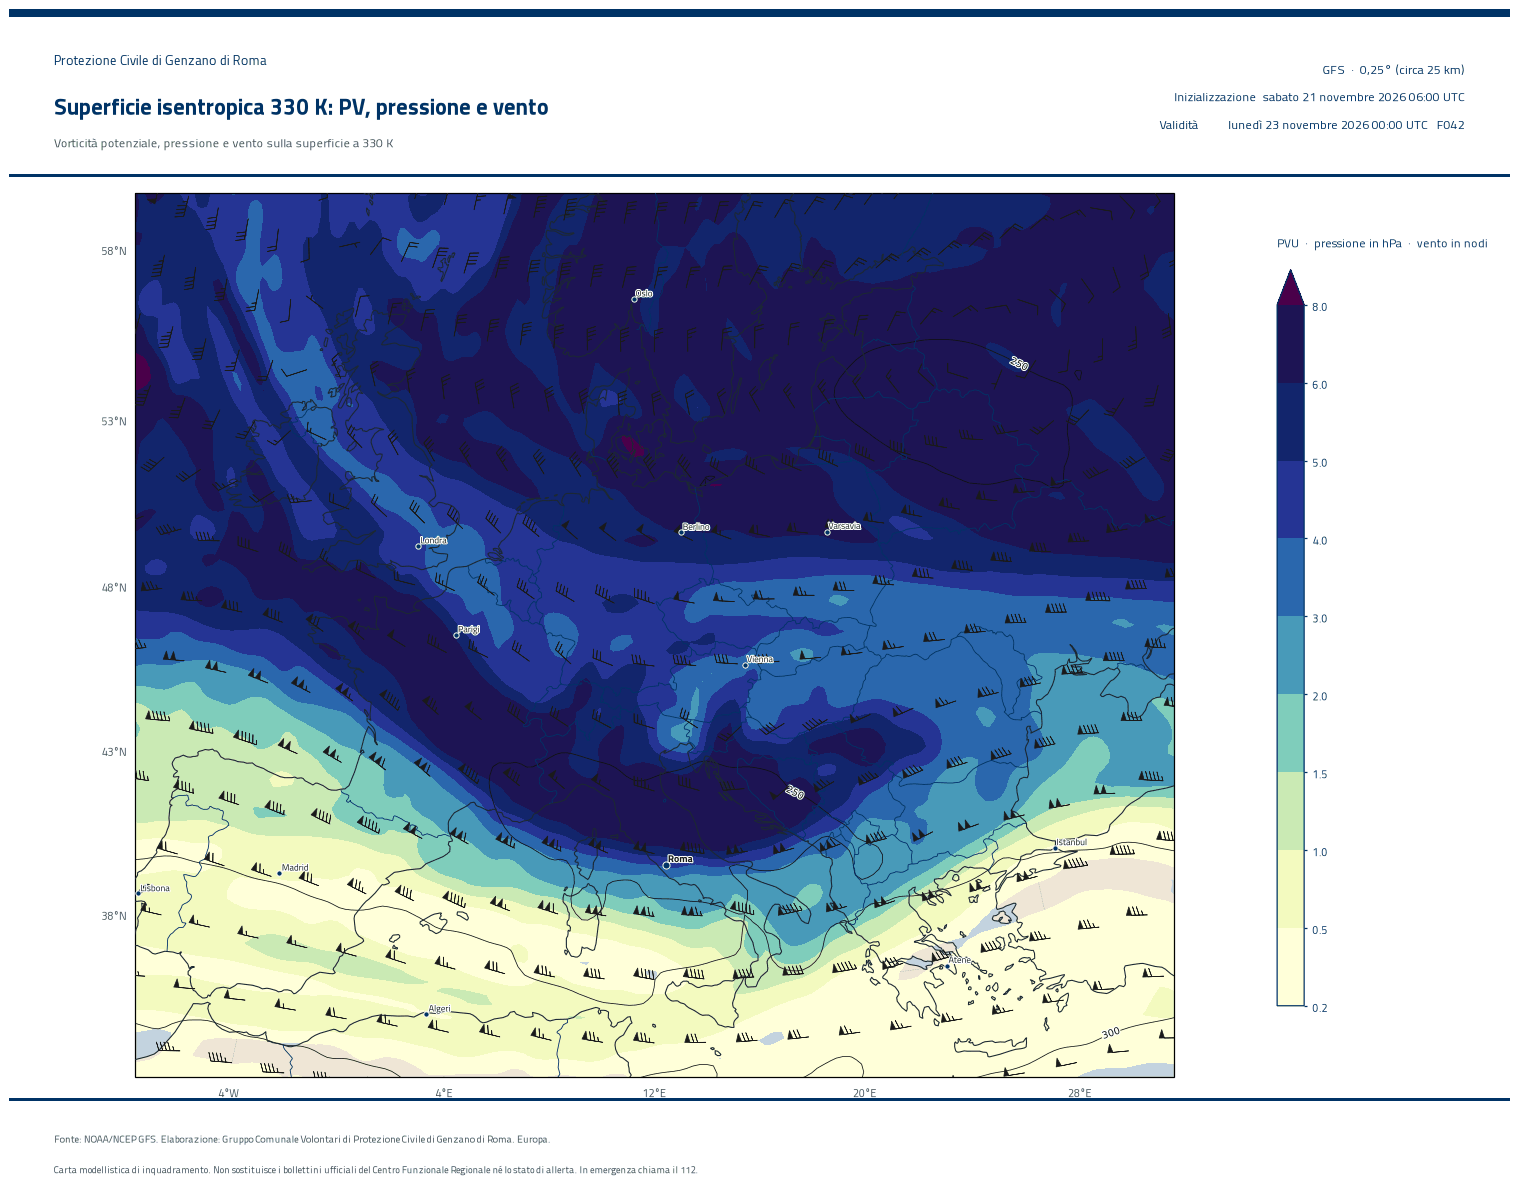 Protezione Civile di Genzano di Roma
Superficie isentropica 330 K: PV, pressione e vento
Vorticità potenziale, pressione e vento sulla superficie a 330 K
GFS · 0,25° (circa 25 km)
Inizializzazione sabato 21 novembre 2026 06:00 UTC
Validità lunedì 23 novembre 2026 00:00 UTC F042
PVU · pressione in hPa · vento in nodi
58°N
53°N
48°N
43°N
38°N
Oslo
250
Londra
Berlino
Varsavia
Parigi
Vienna
250
Roma
Madrid
Lisbona
Istanbul
Atene
Algeri
300
8.0
6.0
5.0
4.0
3.0
2.0
1.5
1.0
0.5
0.2
4°W
4°E
12°E
20°E
28°E
Fonte: NOAA/NCEP GFS. Elaborazione: Gruppo Comunale Volontari di Protezione Civile di Genzano di Roma. Europa.
Carta modellistica di inquadramento. Non sostituisce i bollettini ufficiali del Centro Funzionale Regionale né lo stato di allerta. In emergenza chiama il 112.